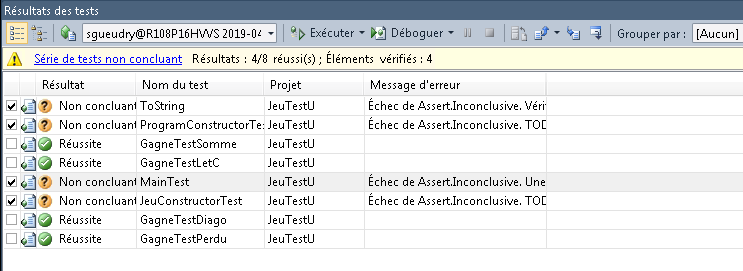 Résultats des tests
sgueudry@R108P16HVVS 2019-04 Exécuter Déboguer Grouper par : [Aucun]
Série de tests non concluant Résultats : 4/8 réussi(s) ; Éléments vérifiés : 4
Résultat Nom du test Projet Message d'erreur
Non concluant ToString JeuTestU Échec de Assert.Inconclusive. Véri
Non concluant ProgramConstructorTe JeuTestU Échec de Assert.Inconclusive. TOD
Réussite GagneTestSomme JeuTestU
Réussite GagneTestLetC JeuTestU
Non concluant MainTest JeuTestU Échec de Assert.Inconclusive. Une
Non concluant JeuConstructorTest JeuTestU Échec de Assert.Inconclusive. TOD
Réussite GagneTestDiago JeuTestU
Réussite GagneTestPerdu JeuTestU